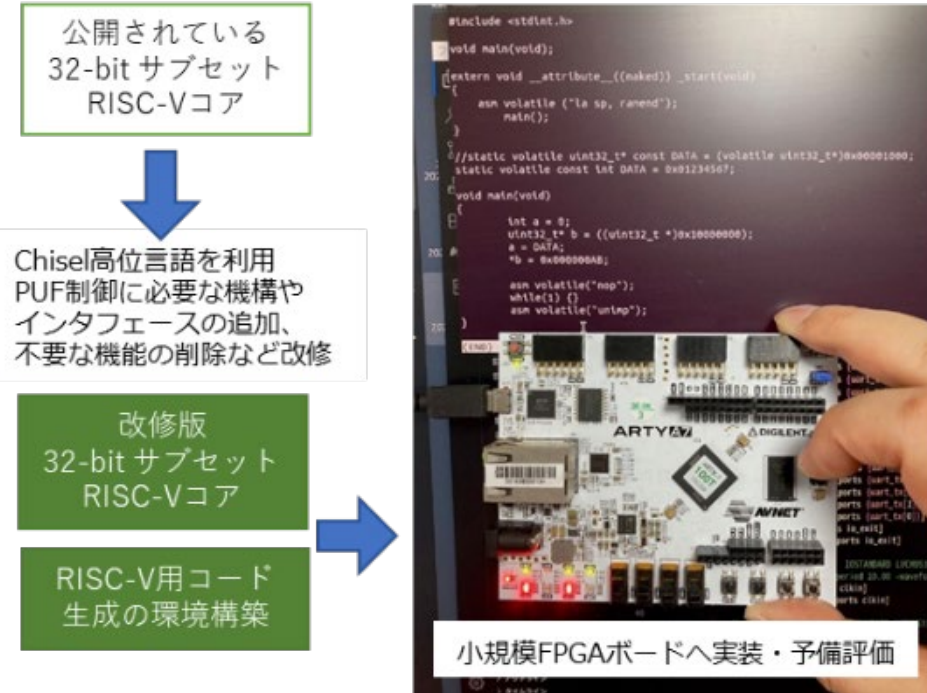 公開されている
32-bit サブセット
RISC-Vコア
Chisel高位言語を利用
PUF制御に必要な機構や
インタフェースの追加、
不要な機能の削除など改修
改修版
32-bit サブセット
RISC-Vコア
RISC-V用コード
生成の環境構築
#include <stdint.h>
void main(void);
extern void __attribute__((naked)) _start(void)
{
asm volatile ("la sp, ramend");
main();
}
//static volatile uint32_t* const DATA = (volatile uint32_t*)0x00001000;
static volatile const int DATA = 0x01234567;
void main(void)
{
int a = 0;
uint32_t* b = ((uint32_t *)0x10000000);
a = DATA;
*b = 0x000000AB;
asm volatile("nop");
while(1) {}
asm volatile("unimp");
}
(END)
ARTY A7
DIGILENT
AVNET
小規模FPGAボードへ実装・予備評価